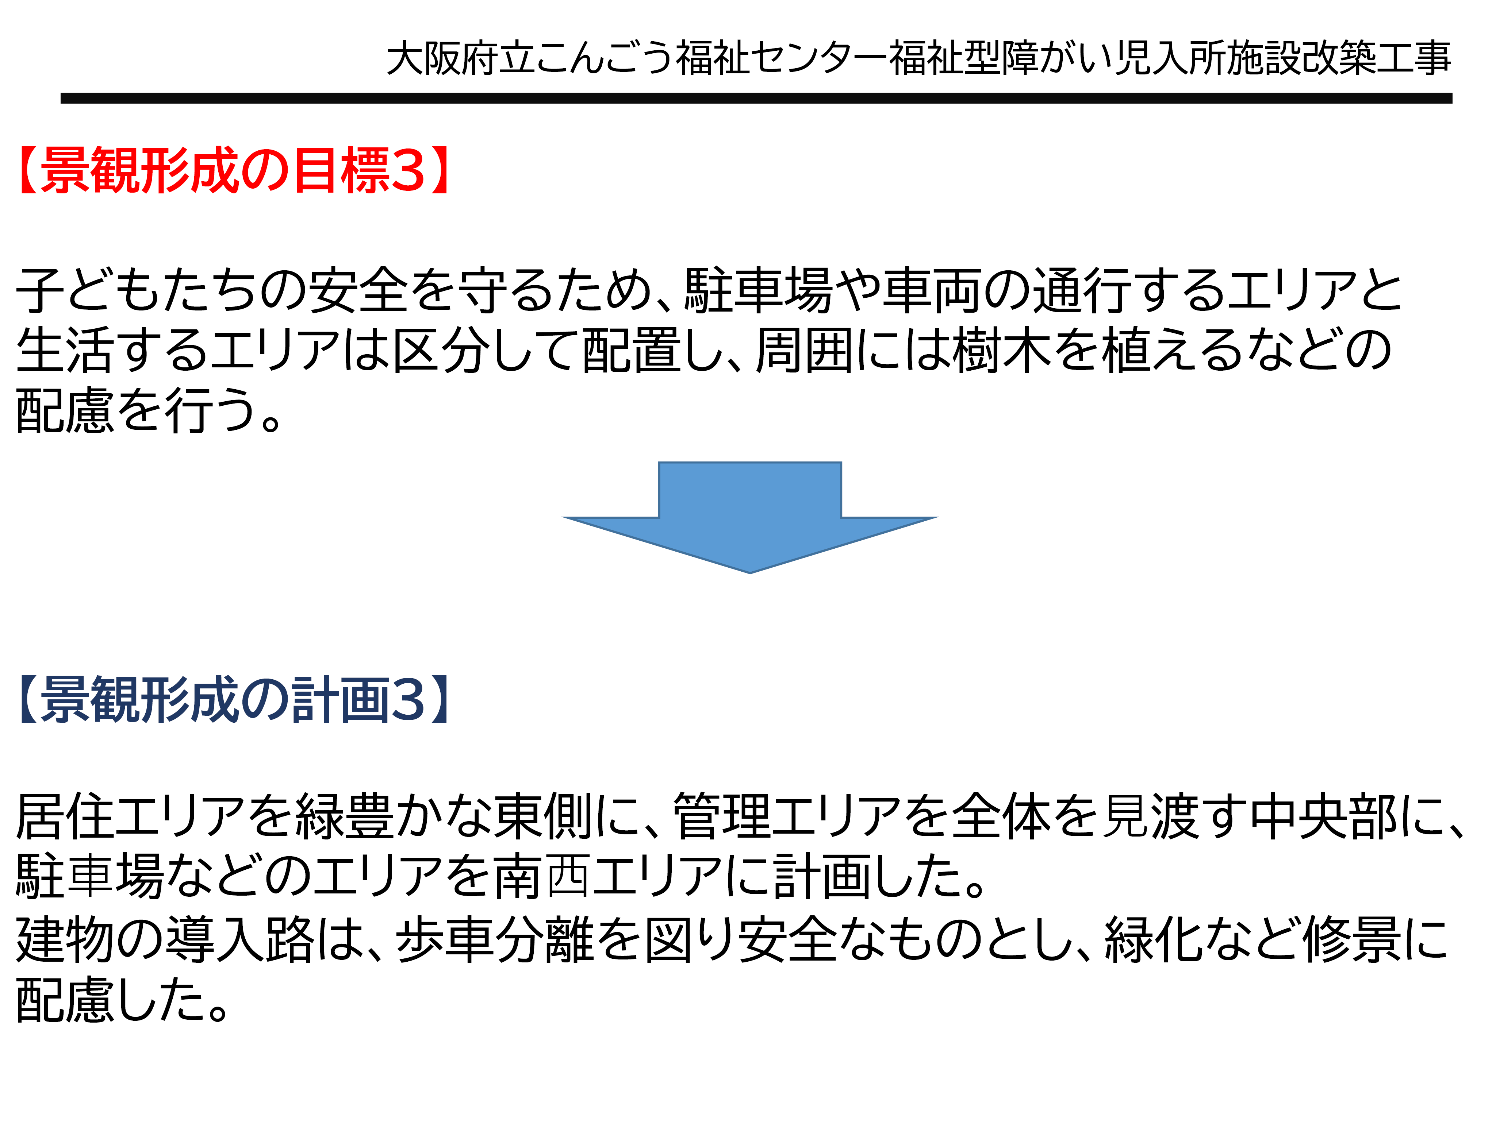 大阪府立こんごう福祉センター福祉型障がい児入所施設改築工事
【景観形成の目標３】
子どもたちの安全を守るため、駐車場や車両の通行するエリアと
生活するエリアは区分して配置し、周囲には樹木を植えるなどの
配慮を行う。
【景観形成の計画３】
居住エリアを緑豊かな東側に、管理エリアを全体を見渡す中央部に、
駐車場などのエリアを南西エリアに計画した。
建物の導入路は、歩車分離を図り安全なものとし、緑化など修景に
配慮した。